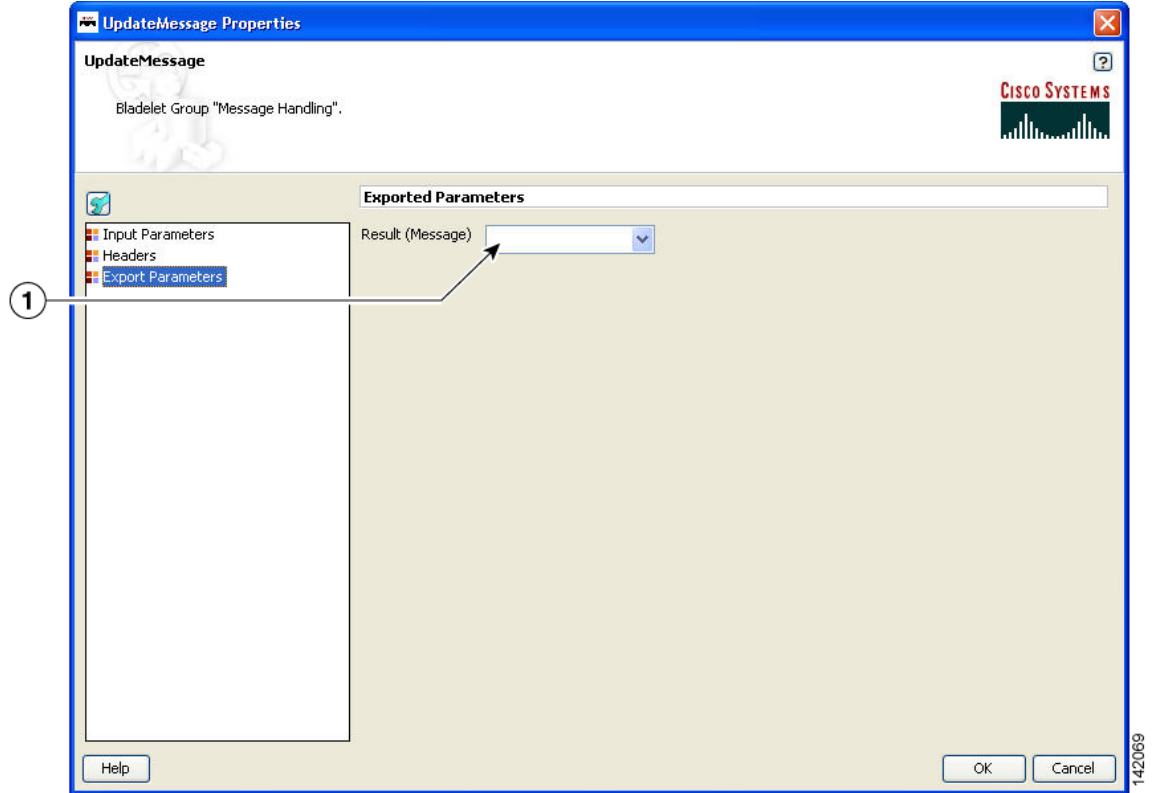 UpdateMessage Properties
UpdateMessage
Bladelet Group "Message Handling".
CISCO SYSTEMS
Exported Parameters
Input Parameters
Headers
Export Parameters
Result (Message)
1
Help
OK
Cancel
142069